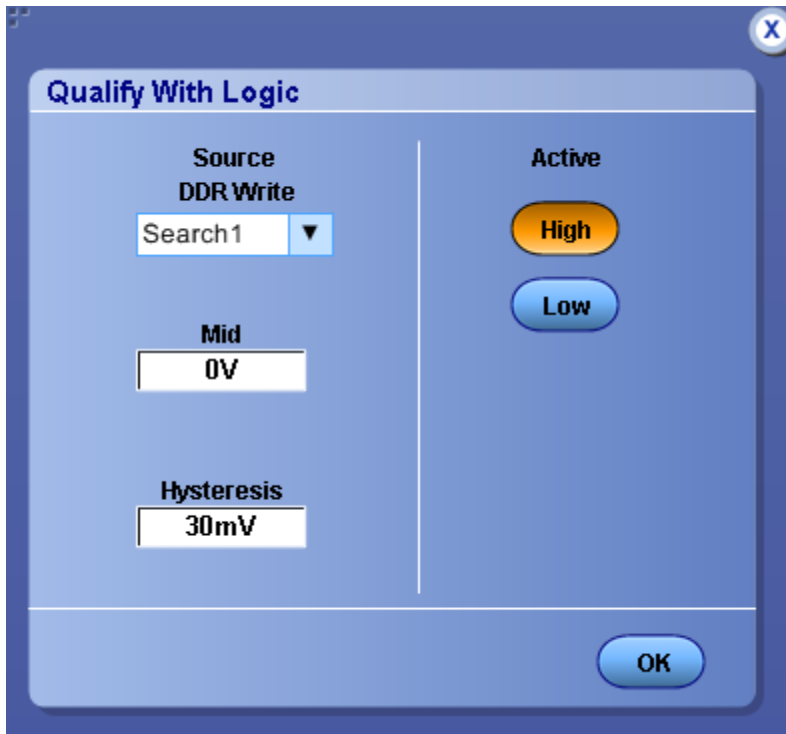 X
Qualify With Logic
Source
DDR Write
Search1
Mid
0V
Hysteresis
30mV
Active
High
Low
OK